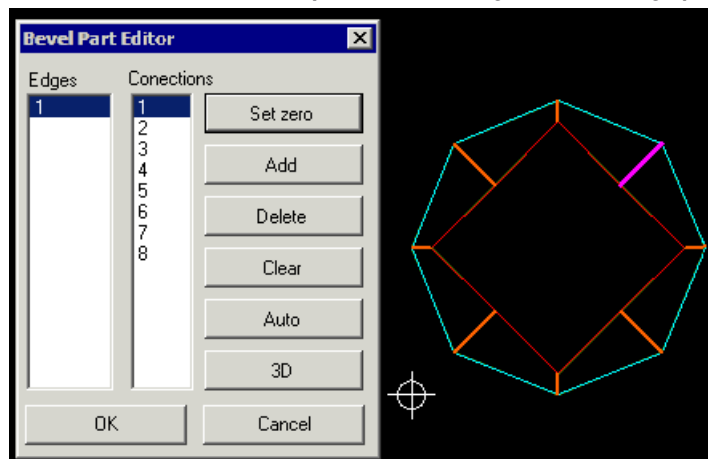 Bevel Part Editor
Edges
Conections
1
1
2
3
4
5
6
7
8
Set zero
Add
Delete
Clear
Auto
3D
OK
Cancel